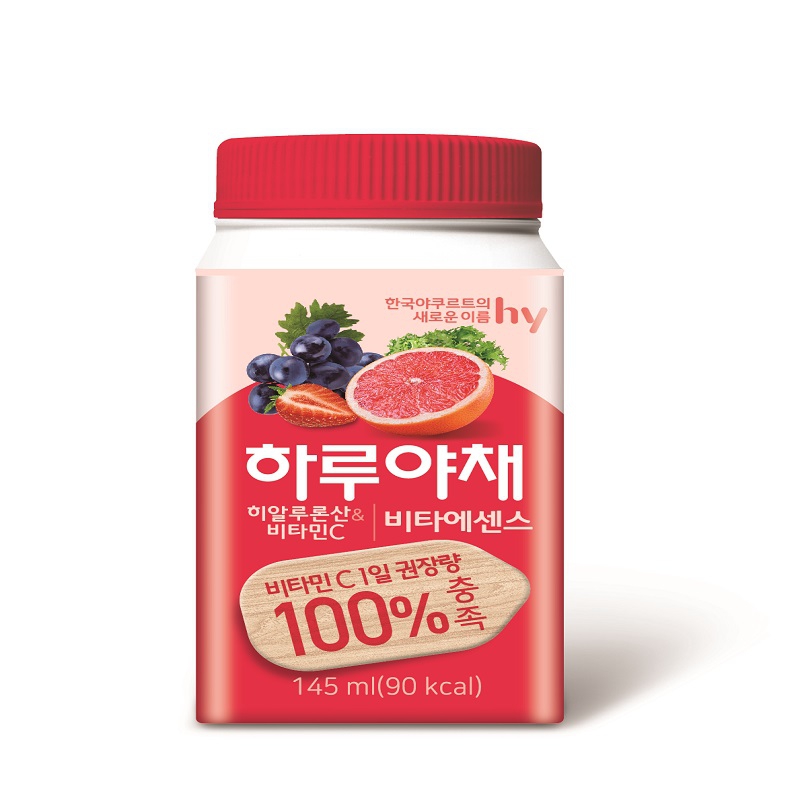 한국야쿠르트의
새로운 이름 hy
하루야채
히알루론산&
비타민C
비타에센스
비타민 C 1일 권장량
100% 충족
145 ml(90 kcal)